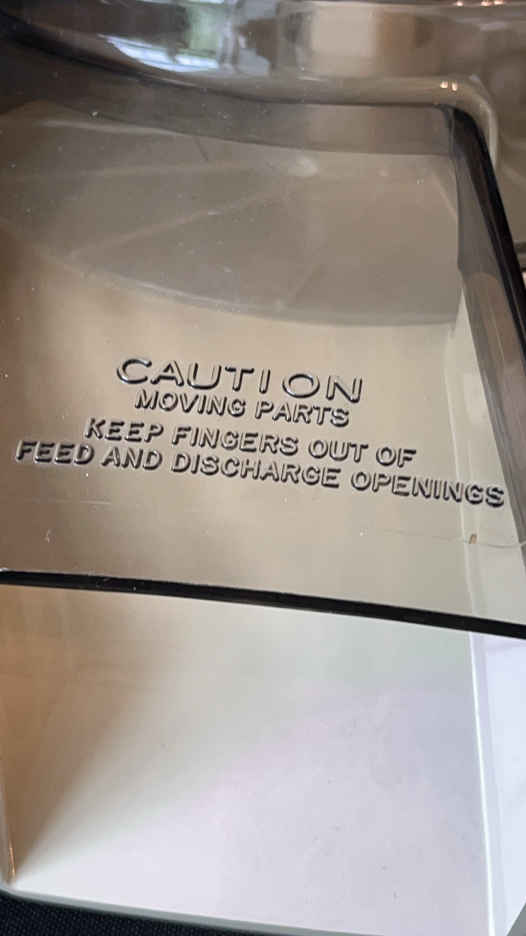 CAUTION
MOVING PARTS
KEEP FINGERS OUT OF
FEED AND DISCHARGE OPENINGS